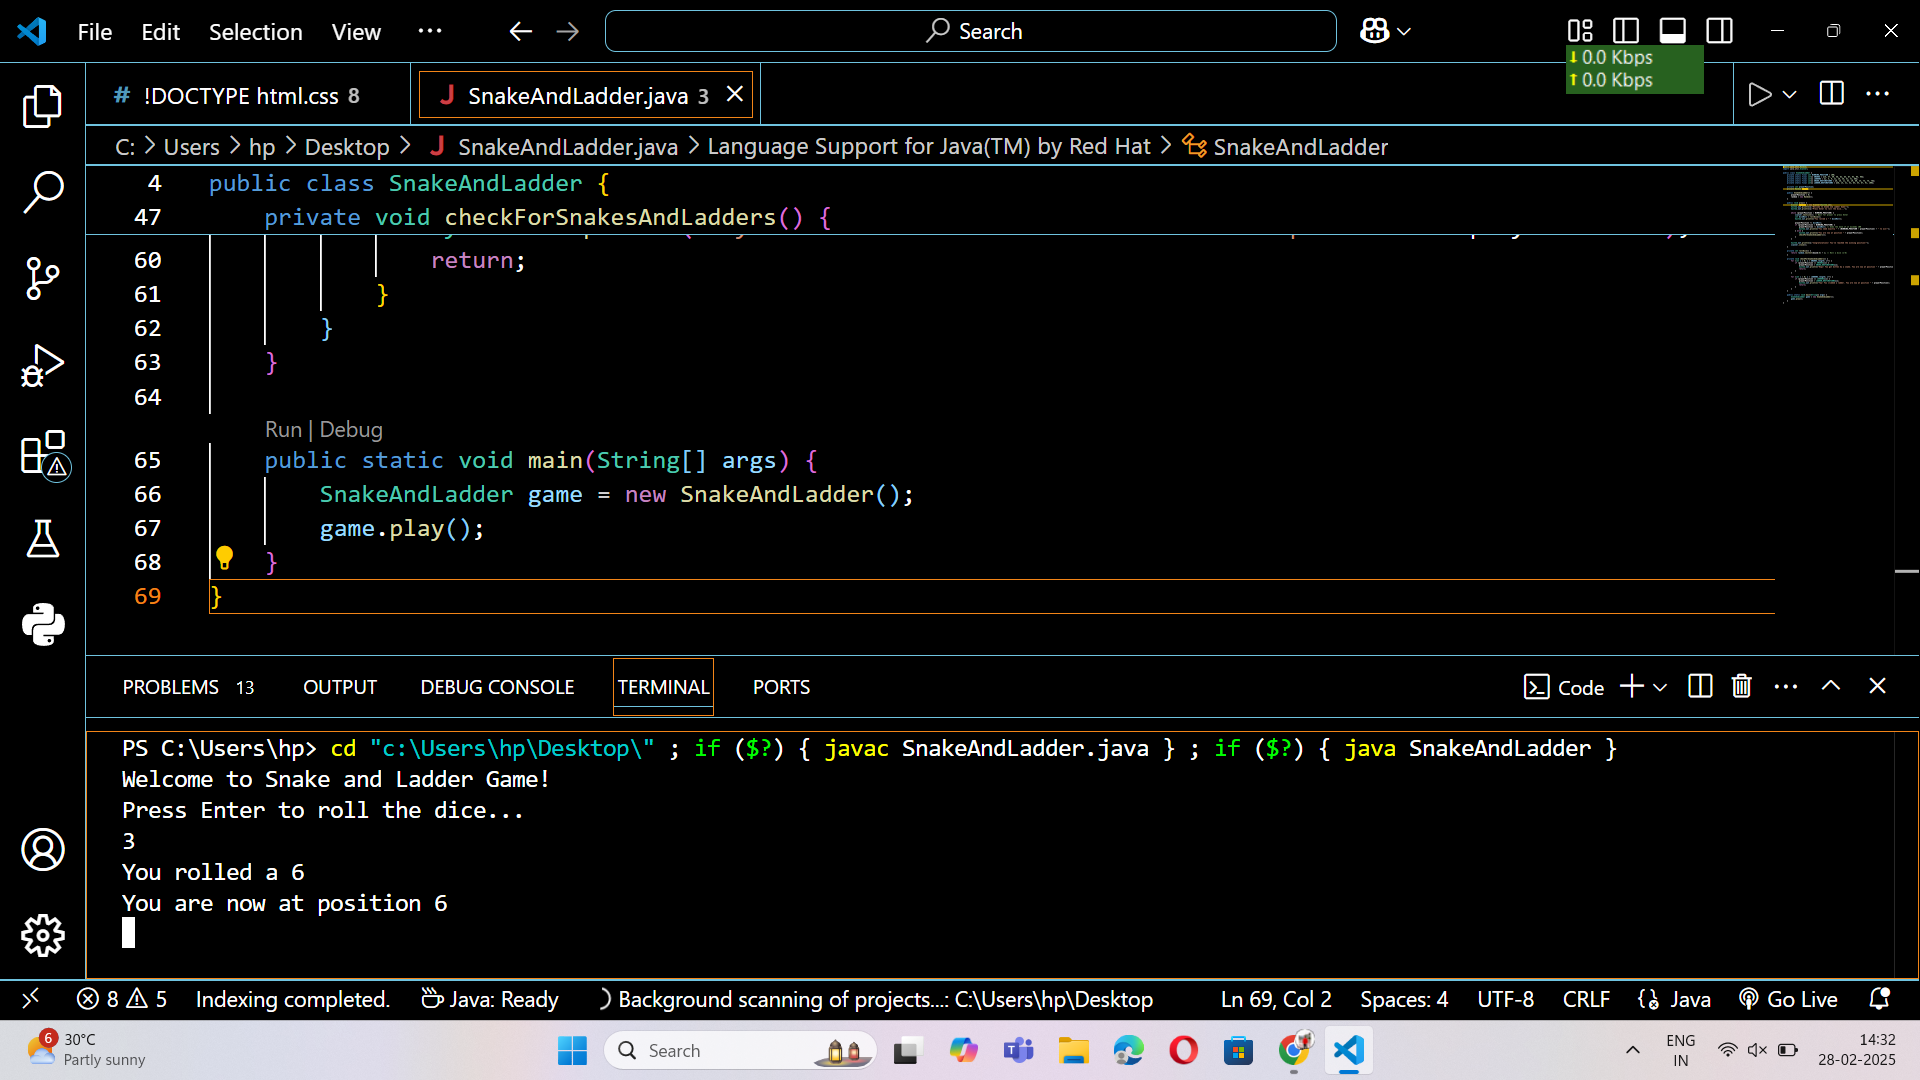 File Edit Selection View ... Search
0.0 Kbps
0.0 Kbps
# !DOCTYPE html.css 8
J SnakeAndLadder.java 3
C: > Users > hp > Desktop > J SnakeAndLadder.java > Language Support for Java(TM) by Red Hat > SnakeAndLadder
4 public class SnakeAndLadder {
47 private void checkForSnakesAndLadders() {
60 return;
61 }
62 }
63 }
64
Run | Debug
65 public static void main(String[] args) {
66 SnakeAndLadder game = new SnakeAndLadder();
67 game.play();
68 }
69 }
PROBLEMS 13 OUTPUT DEBUG CONSOLE TERMINAL PORTS Code
PS C:\Users\hp> cd "c:\Users\hp\Desktop\" ; if ($?) { javac SnakeAndLadder.java } ; if ($?) { java SnakeAndLadder }
Welcome to Snake and Ladder Game!
Press Enter to roll the dice...
3
You rolled a 6
You are now at position 6
8 5 Indexing completed. Java: Ready Background scanning of projects...: C:\Users\hp\Desktop Ln 69, Col 2 Spaces: 4 UTF-8 CRLF Java Go Live
6
30°C
Partly sunny
Search
ENG
IN
14:32
28-02-2025